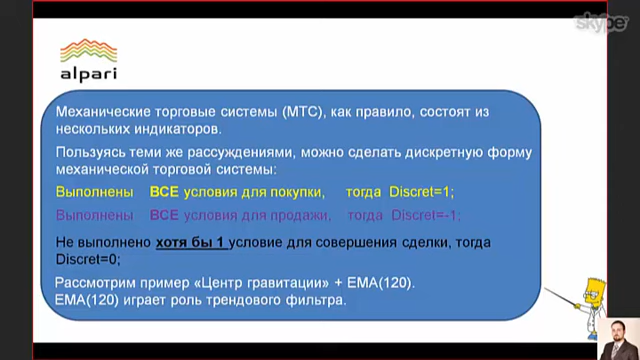 skype
alpari
Механические торговые системы (МТС), как правило, состоят из
нескольких индикаторов.
Пользуясь теми же рассуждениями, можно сделать дискретную форму
механической торговой системы:
Выполнены ВСЕ условия для покупки, тогда Discret=1;
Выполнены ВСЕ условия для продажи, тогда Discret=-1;
Не выполнено хотя бы 1 условие для совершения сделки, тогда
Discret=0;
Рассмотрим пример «Центр гравитации» + EMA(120).
EMA(120) играет роль трендового фильтра.